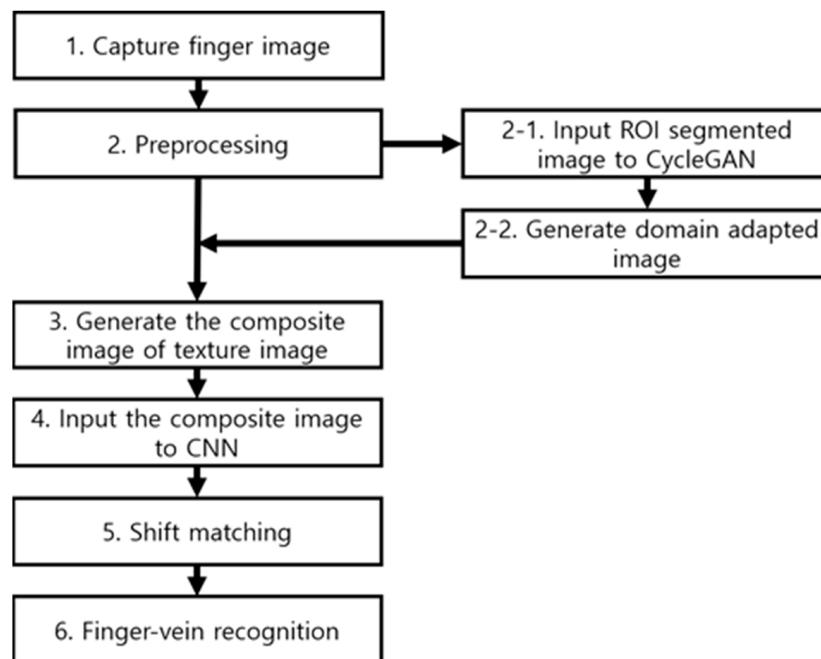 1. Capture finger image
2. Preprocessing
2-1. Input ROI segmented
image to CycleGAN
2-2. Generate domain adapted
image
3. Generate the composite
image of texture image
4. Input the composite image
to CNN
5. Shift matching
6. Finger-vein recognition